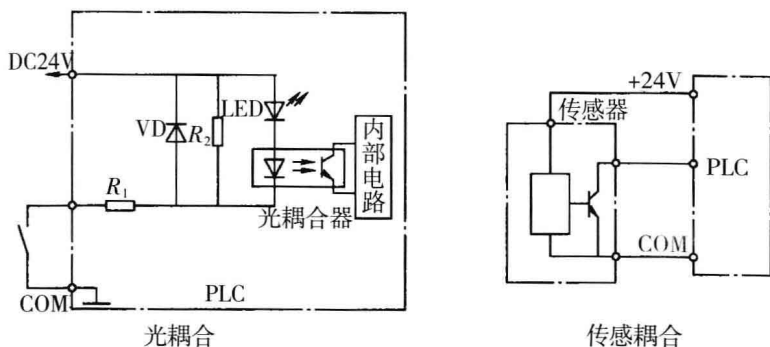 DC24V
VD
R₂
LED
内部电路
R₁
光耦合器
COM
PLC
光耦合
+24V
传感器
PLC
COM
传感耦合